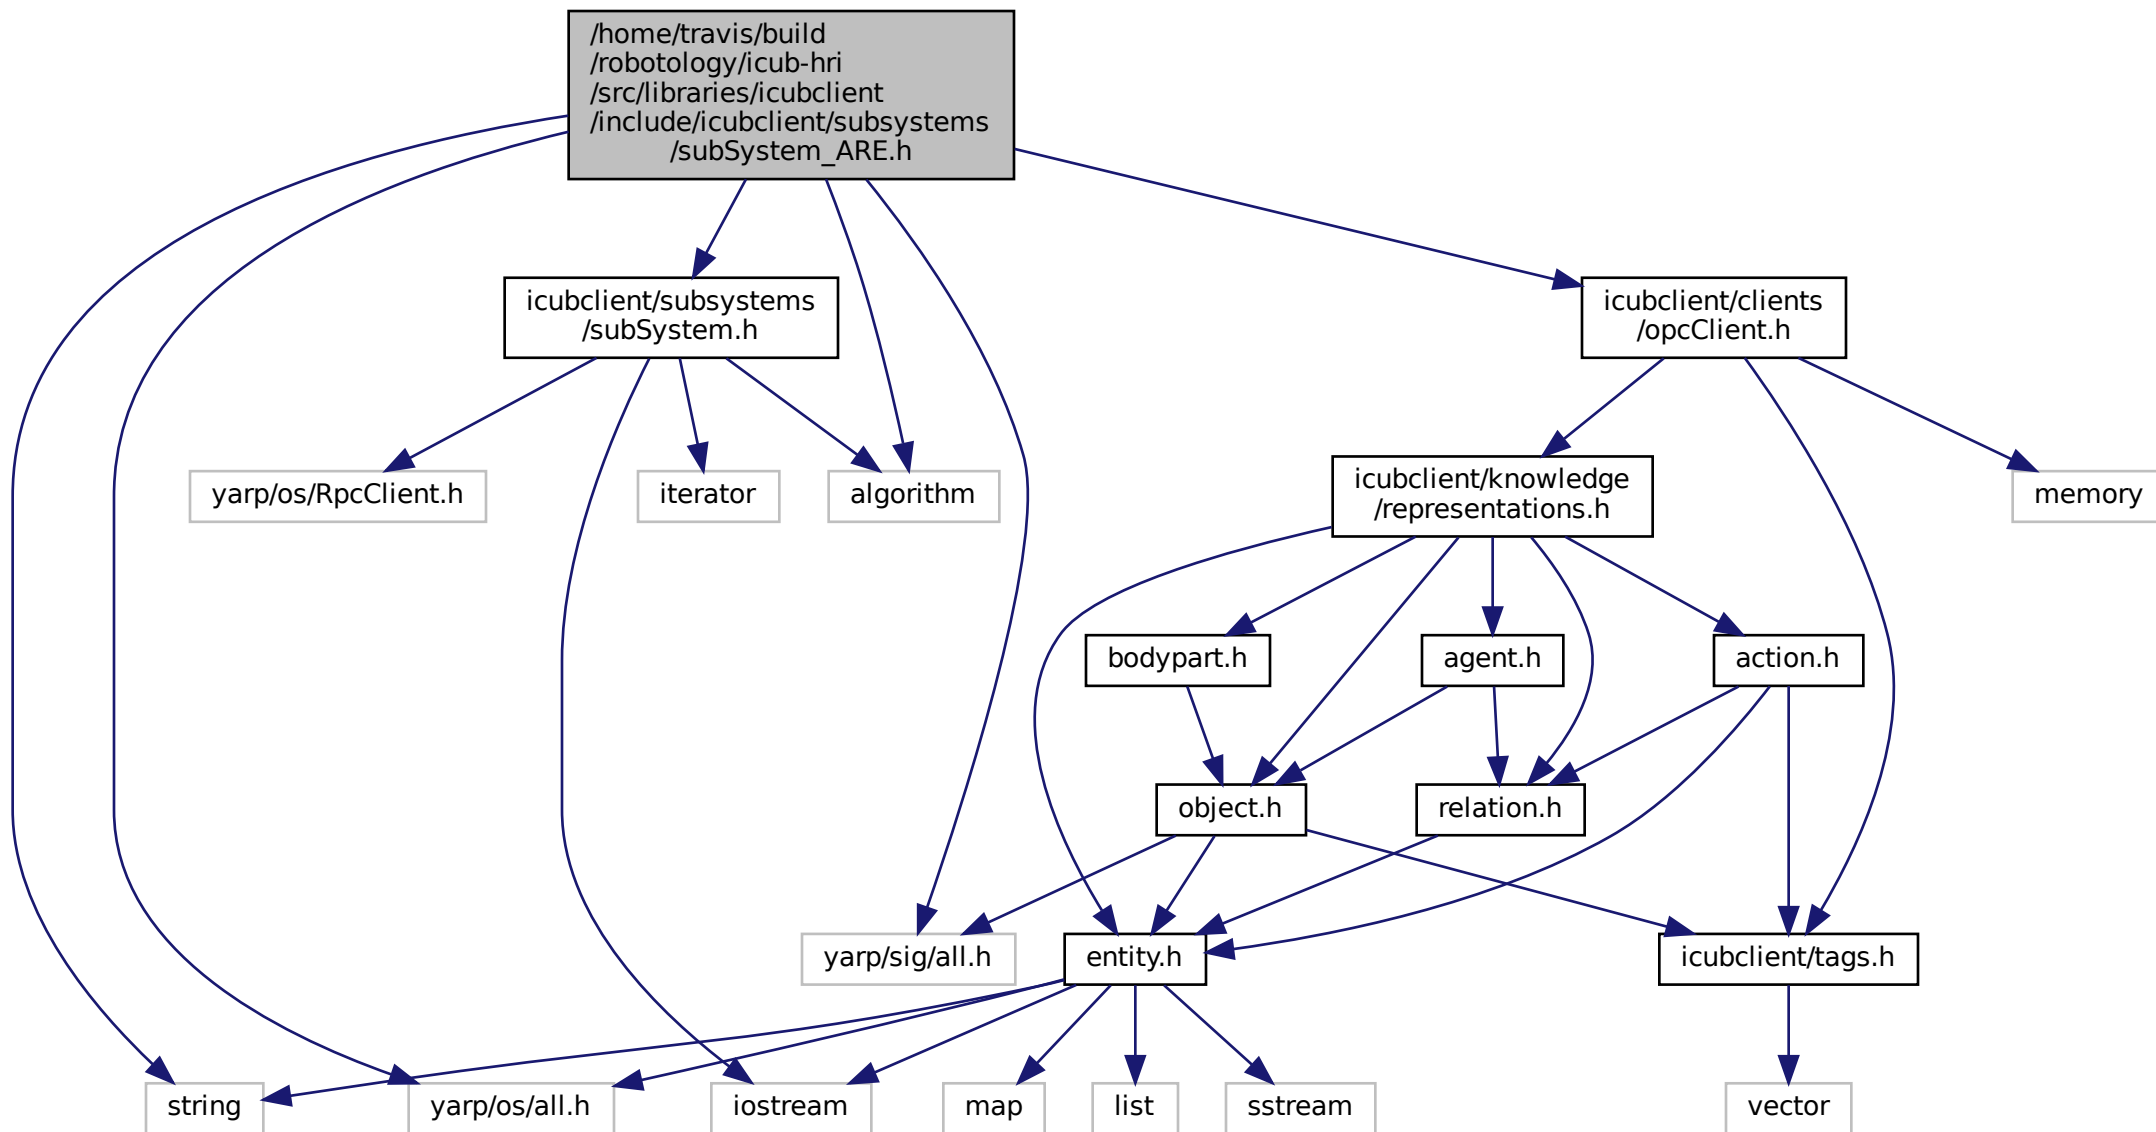 /home/travis/build
/robotology/icub-hri
/src/libraries/icubclient
/include/icubclient/subsystems
/subSystem_ARE.h
icubclient/subsystems
/subSystem.h
icubclient/clients
/opcClient.h
yarp/os/RpcClient.h
iterator
algorithm
icubclient/knowledge
/representations.h
memory
bodypart.h
agent.h
action.h
object.h
relation.h
yarp/sig/all.h
entity.h
icubclient/tags.h
string
yarp/os/all.h
iostream
map
list
sstream
vector